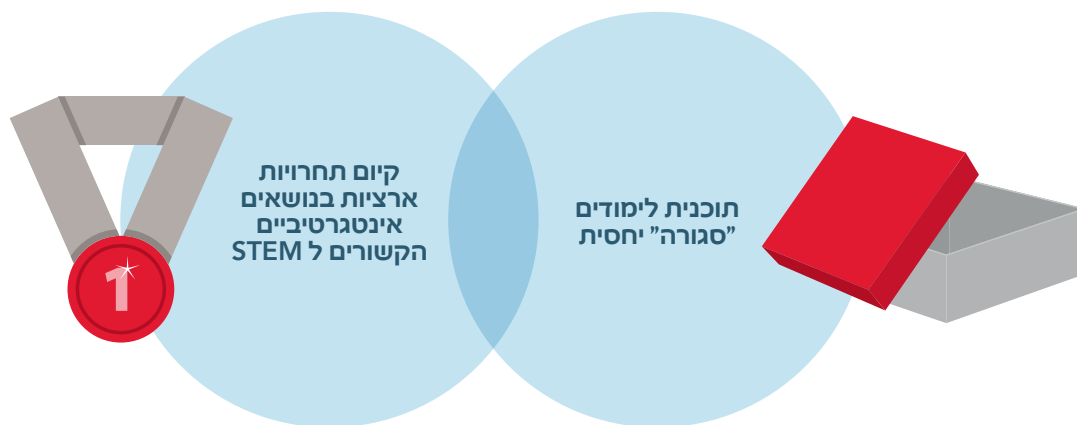 תוכנית לימודים
"סגורה" יחסית
קיום תחרויות
ארציות בנושאים
אינטגרטיביים
הקשורים ל STEM
1